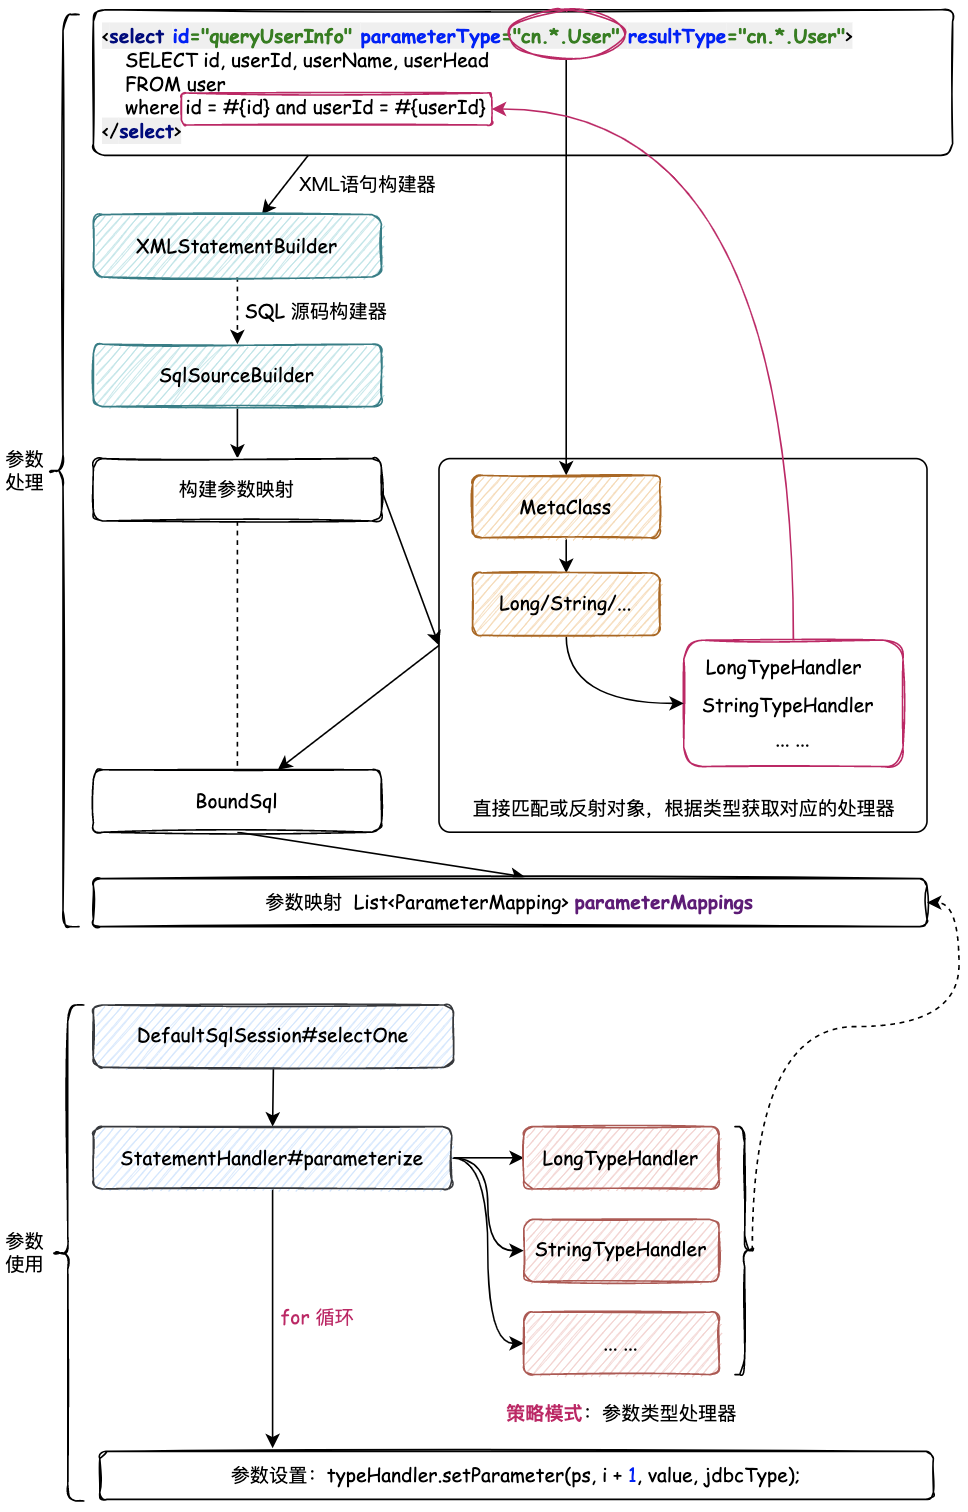 <select id="queryUserInfo" parameterType="cn.*.User" resultType="cn.*.User">
SELECT id, userId, userName, userHead
FROM user
where id = #{id} and userId = #{userId}
</select>
XML语句构建器
XMLStatementBuilder
SQL 源码构建器
SqlSourceBuilder
参数
处理
构建参数映射
MetaClass
Long/String/...
LongTypeHandler
StringTypeHandler
... ...
直接匹配或反射对象，根据类型获取对应的处理器
BoundSql
参数映射 List<ParameterMapping> parameterMappings
DefaultSqlSession#selectOne
StatementHandler#parameterize
LongTypeHandler
StringTypeHandler
... ...
参数
使用
for 循环
策略模式：参数类型处理器
参数设置：typeHandler.setParameter(ps, i + 1, value, jdbcType);